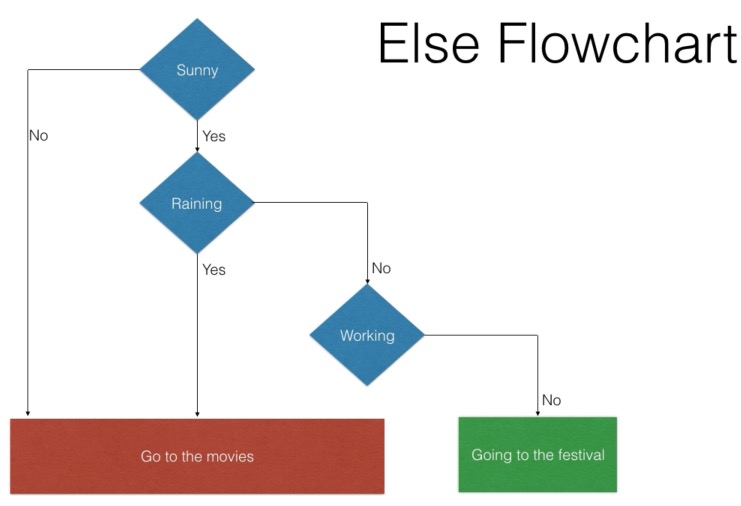 Else Flowchart
Sunny
No
Yes
Raining
Yes
No
Working
No
Go to the movies
Going to the festival